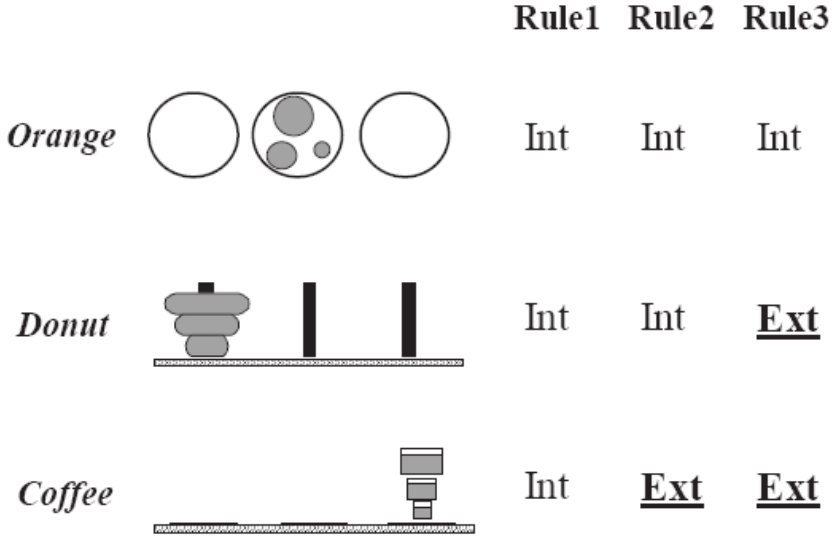 Rule1 Rule2 Rule3
Orange Int Int Int
Donut Int Int Ext
Coffee Int Ext Ext